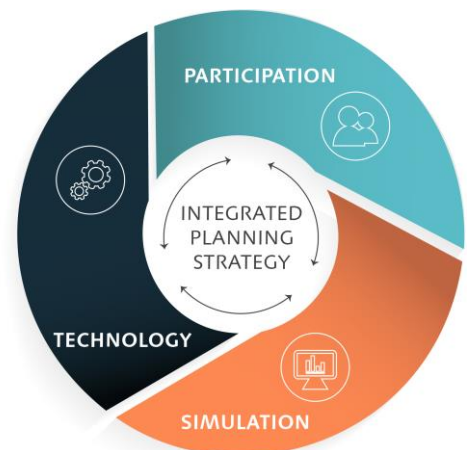 PARTICIPATION
INTEGRATED
PLANNING
STRATEGY
TECHNOLOGY
SIMULATION